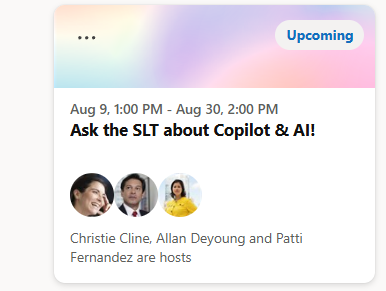 Upcoming
Aug 9, 1:00 PM - Aug 30, 2:00 PM
Ask the SLT about Copilot & AI!
Christie Cline, Allan Deyoung and Patti
Fernandez are hosts